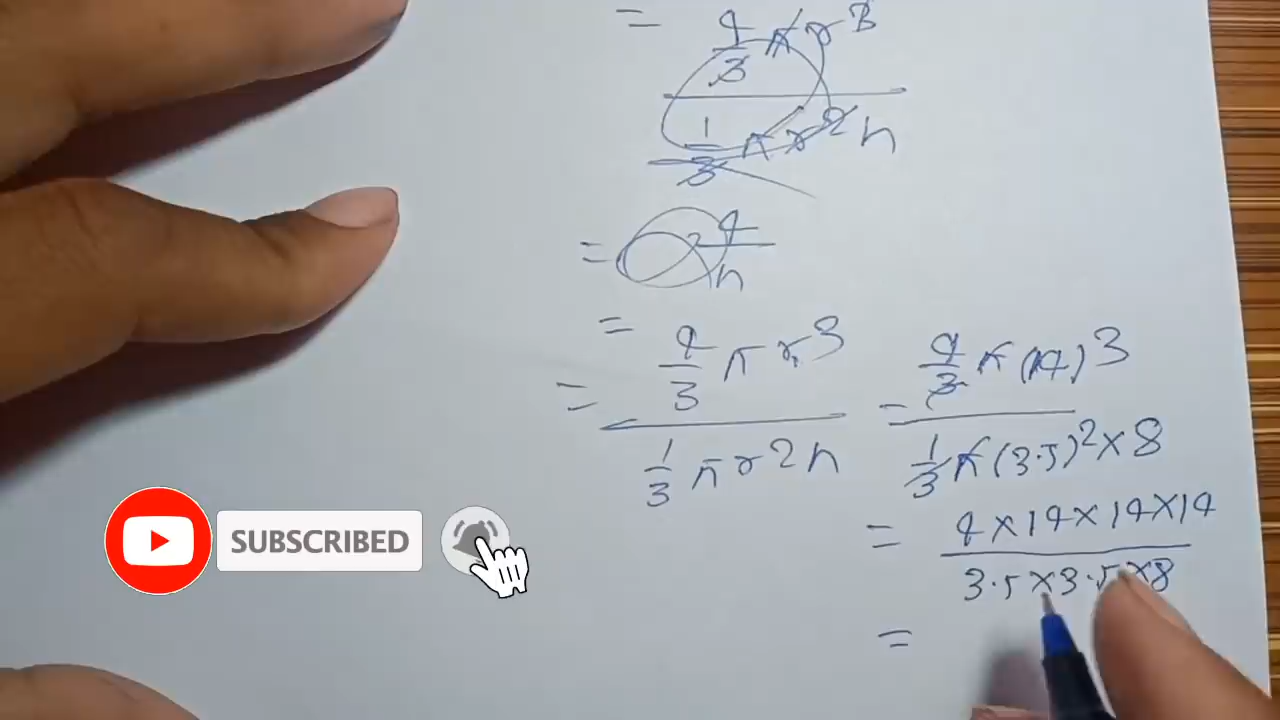 = 4/3 πr³
1/3 πr²h
= 4/h
=
= 4/3 πr³ / 1/3 πr²h = 4/3 π(14)³ / 1/3 π(3.5)² × 8
= 4×14×14×14 / 3.5×3.5×8
SUBSCRIBED
=